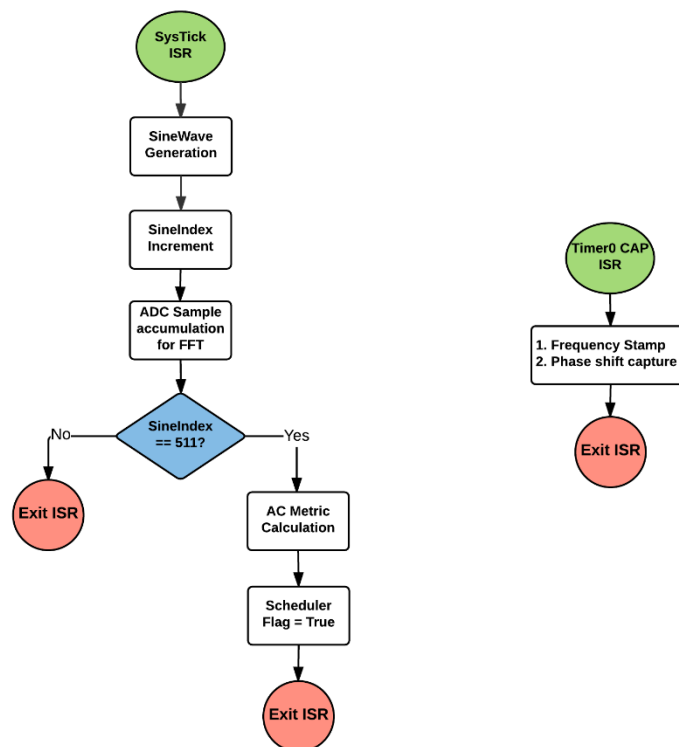 SysTick
ISR
SineWave
Generation
SineIndex
Increment
ADC Sample
accumulation
for FFT
SineIndex
== 511?
No
Yes
Exit ISR
AC Metric
Calculation
Scheduler
Flag = True
Exit ISR
Timer0 CAP
ISR
1. Frequency Stamp
2. Phase shift capture
Exit ISR